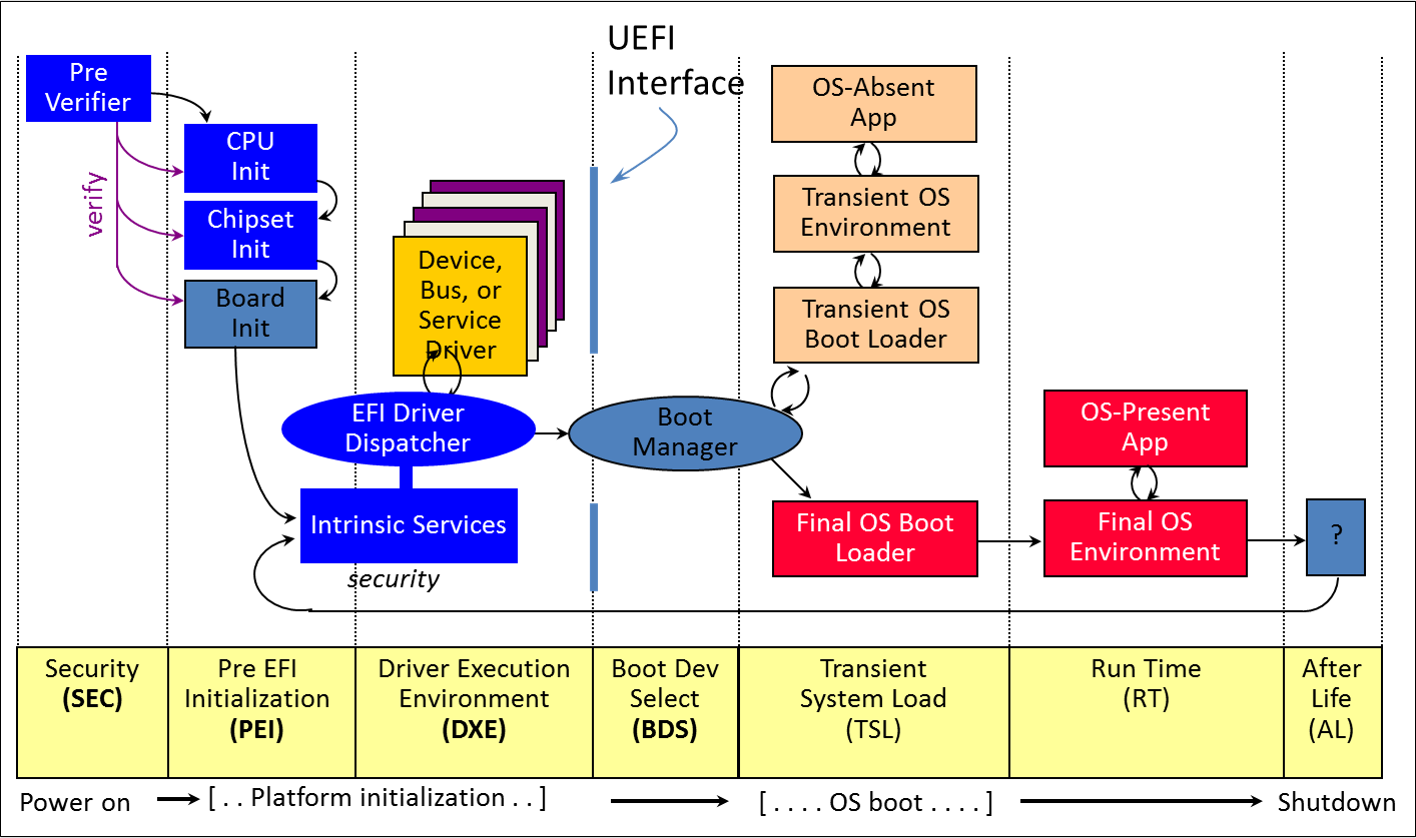 UEFI
Interface
Pre
Verifier
verify
CPU
Init
Chipset
Init
Board
Init
Device,
Bus, or
Service
Driver
EFI Driver
Dispatcher
Intrinsic Services
security
Boot
Manager
OS-Absent
App
Transient OS
Environment
Transient OS
Boot Loader
Final OS Boot
Loader
OS-Present
App
Final OS
Environment
?
Security
(SEC)
Pre EFI
Initialization
(PEI)
Driver Execution
Environment
(DXE)
Boot Dev
Select
(BDS)
Transient
System Load
(TSL)
Run Time
(RT)
After
Life
(AL)
Power on
[ . . Platform initialization . . ]
[ . . . . OS boot . . . . ]
Shutdown